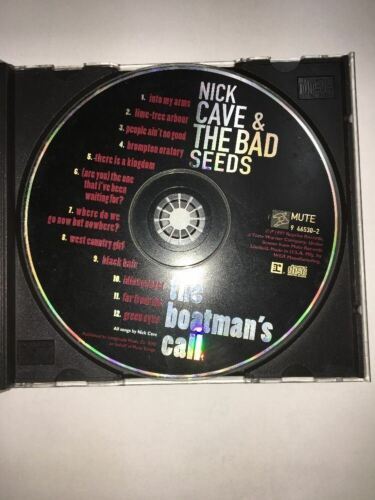 NICK
CAVE &
THE BAD
SEEDS
1. into my arms
2. lime-tree arbour
3. people ain't no good
4. brompton oratory
5. there is a kingdom
6. (are you) the one
that i've been
waiting for?
7. where do we
go now but nowhere?
8. west country girl
9. black hair
10. idiot prayer
11. far from me
12. green eyes
All songs by Nick Cave
MUTE
9 46530-2
the
boatman's
call